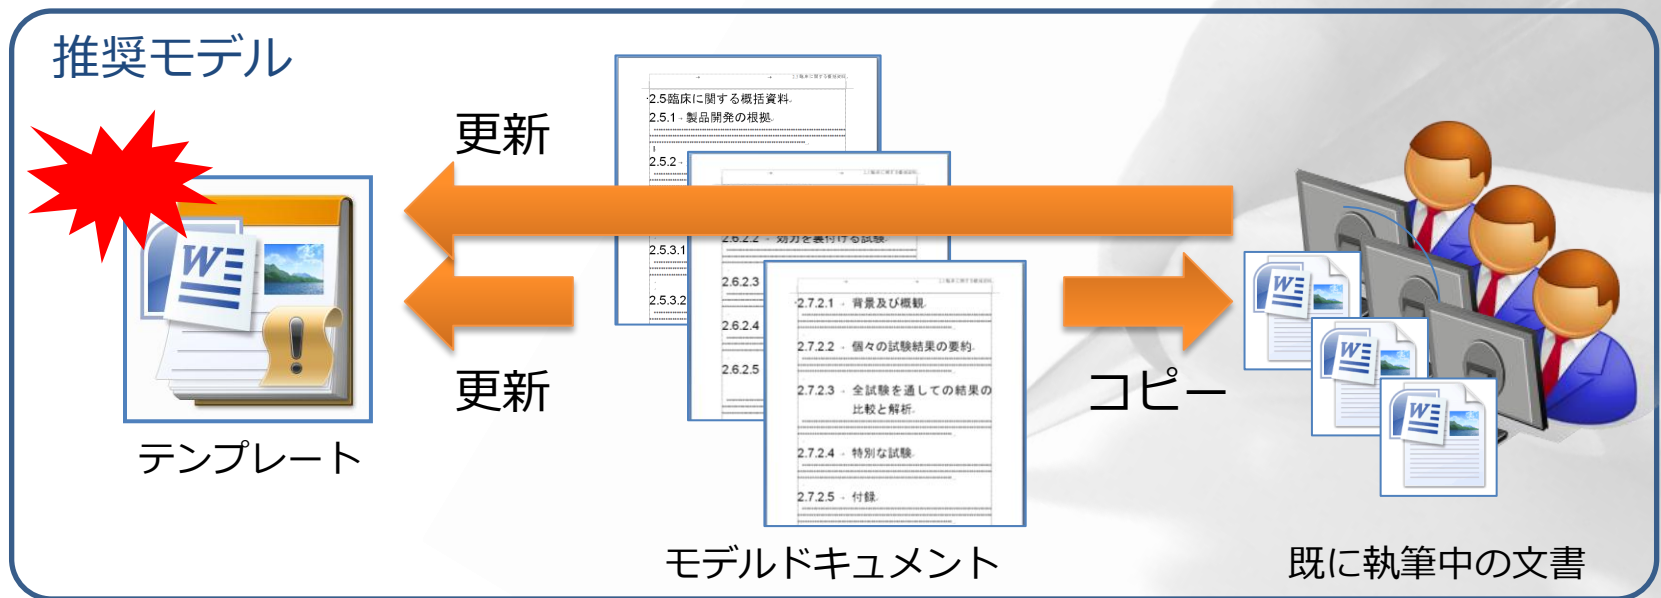 推奨モデル
更新
2.5臨床に関する概括資料
2.5.1 製品開発の根拠
2.5.2
2.5.3.1
2.5.3.2
2.6.2.2 効力を裏付ける試験
2.6.2.3
2.6.2.4
2.6.2.5
2.7.2.1 背景及び概観
2.7.2.2 個々の試験結果の要約
2.7.2.3 全試験を通しての結果の
比較と解析
2.7.2.4 特別な試験
2.7.2.5 付録
更新
コピー
テンプレート
モデルドキュメント
既に執筆中の文書